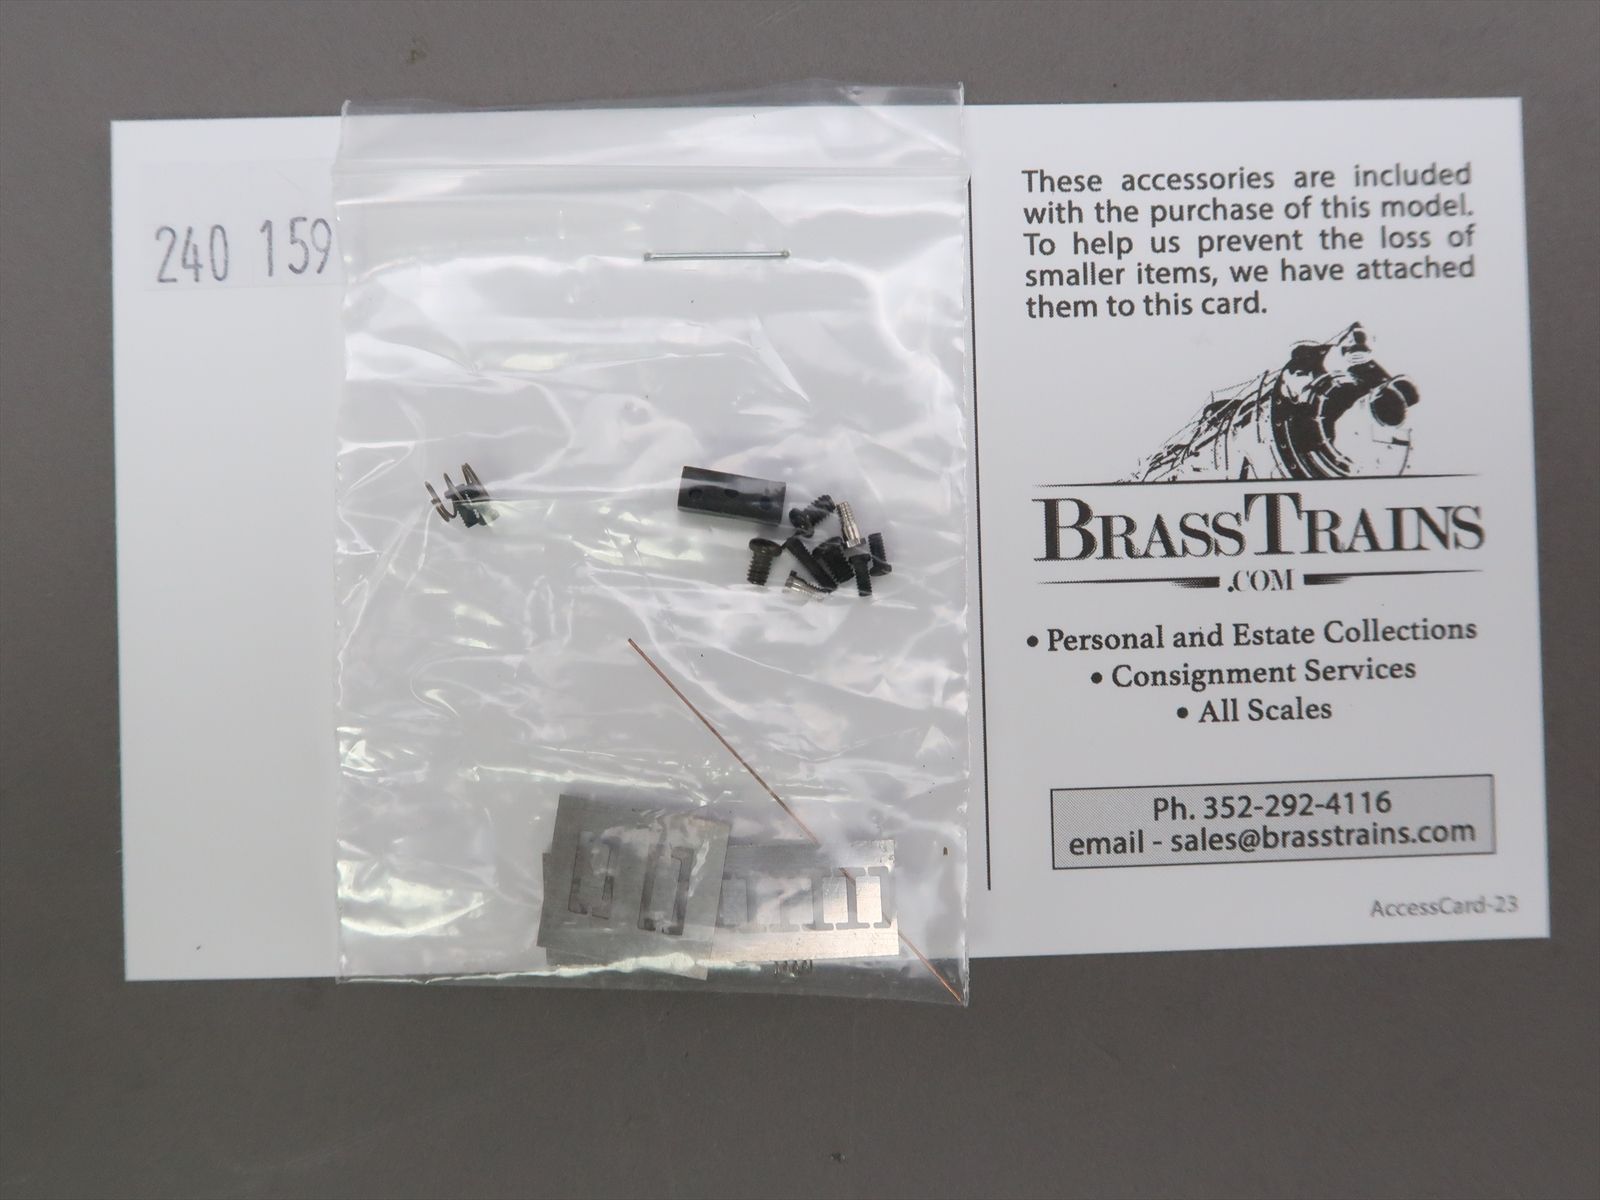 240 159
These accessories are included
with the purchase of this model.
To help us prevent the loss of
smaller items, we have attached
them to this card.
BRASSTRAINS
.COM
• Personal and Estate Collections
• Consignment Services
• All Scales
Ph. 352-292-4116
email - sales@brasstrains.com
AccessCard-23